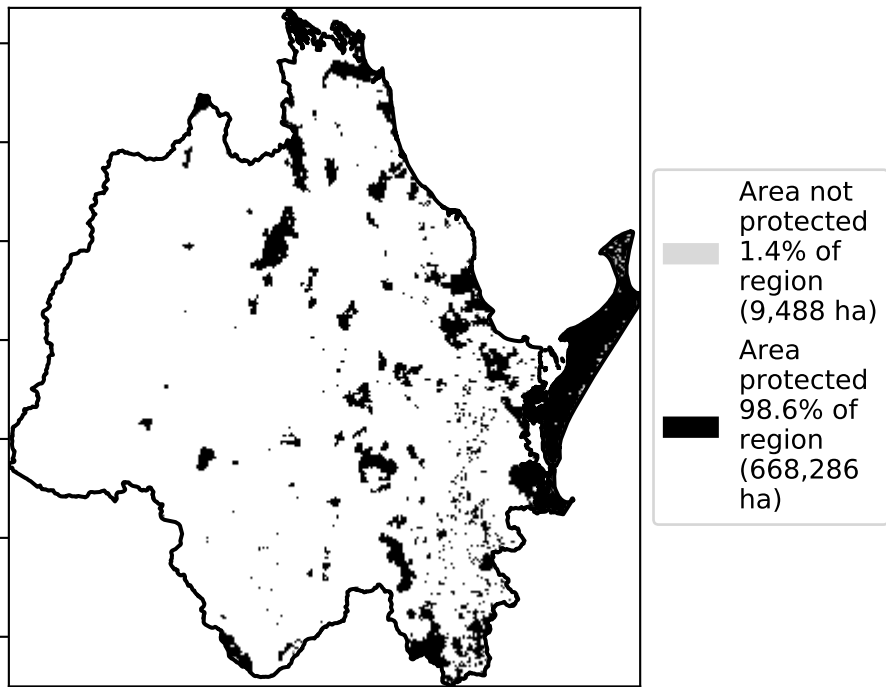 Area not
protected
1.4% of
region
(9,488 ha)
Area
protected
98.6% of
region
(668,286
ha)